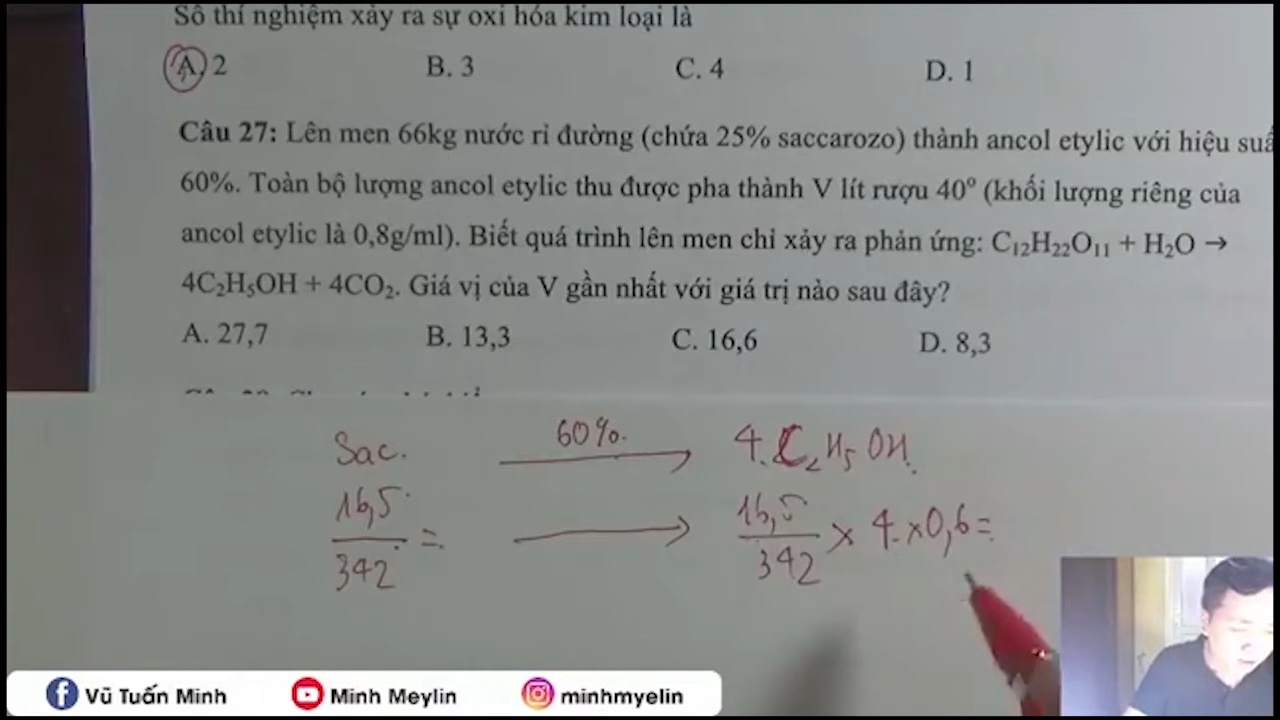 Số thí nghiệm xảy ra sự oxi hóa kim loại là
A. 2 B. 3 C. 4 D. 1
Câu 27: Lên men 66kg nước rỉ đường (chứa 25% saccarozo) thành ancol etylic với hiệu suấ
60%. Toàn bộ lượng ancol etylic thu được pha thành V lít rượu 40° (khối lượng riêng của
ancol etylic là 0,8g/ml). Biết quá trình lên men chỉ xảy ra phản ứng: C₁₂H₂₂O₁₁ + H₂O →
4C₂H₅OH + 4CO₂. Giá vị của V gần nhất với giá trị nào sau đây?
A. 27,7 B. 13,3 C. 16,6 D. 8,3
Sac. 60%. 4.C₂H₅OH.
16,5/342 = 16,5/342 × 4.×0,6=
Vũ Tuấn Minh Minh Meylin minhmyelin